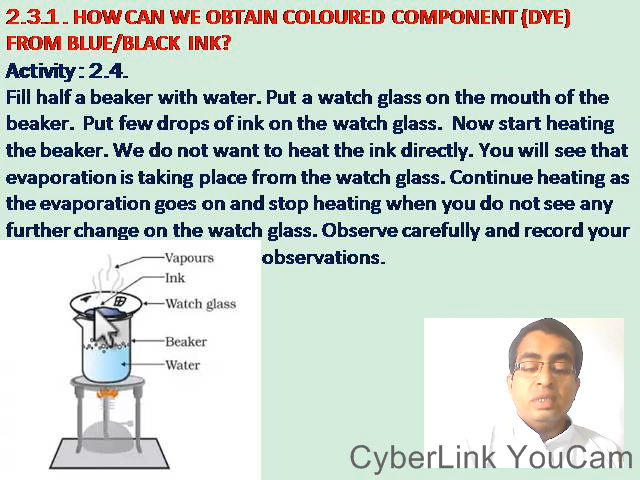 2.3.1 . HOW CAN WE OBTAIN COLOURED COMPONENT (DYE)
FROM BLUE/BLACK INK?
Activity : 2.4.
Fill half a beaker with water. Put a watch glass on the mouth of the
beaker. Put few drops of ink on the watch glass. Now start heating
the beaker. We do not want to heat the ink directly. You will see that
evaporation is taking place from the watch glass. Continue heating as
the evaporation goes on and stop heating when you do not see any
further change on the watch glass. Observe carefully and record your
observations.
Vapours
Ink
Watch glass
Beaker
Water
CyberLink YouCam